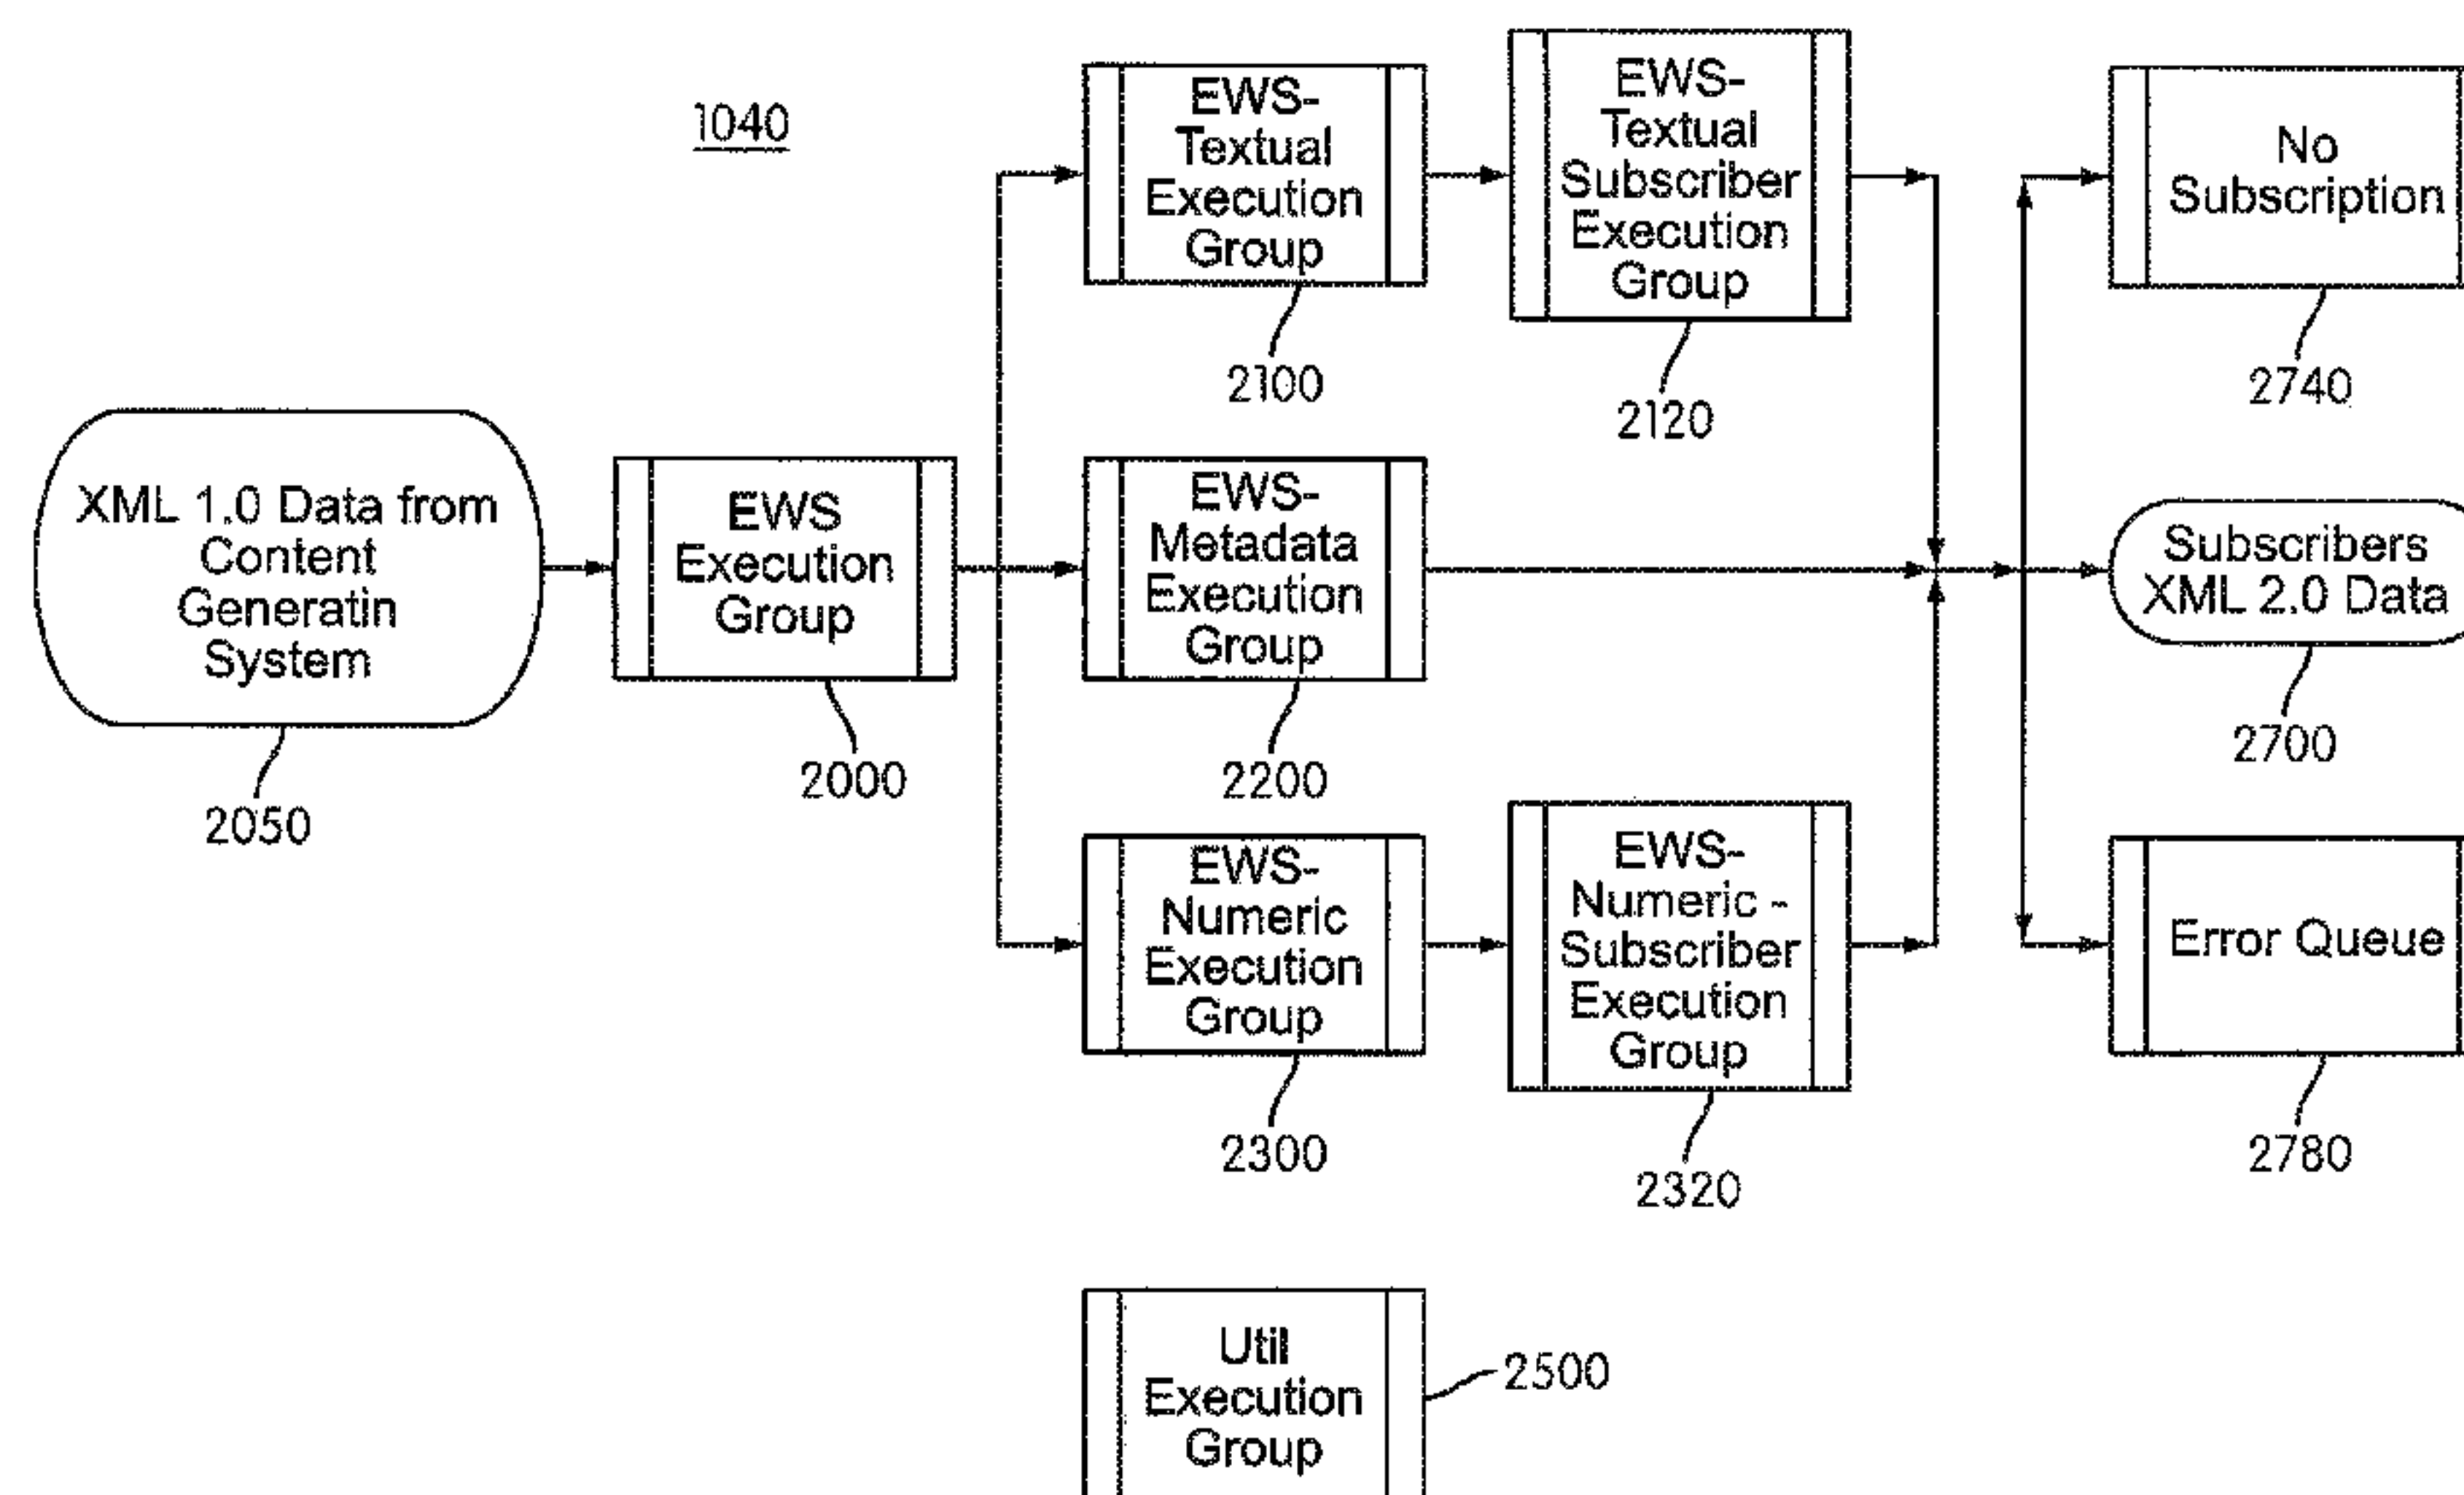 1040
XML 1.0 Data from
Content
Generatin
System
2050
EWS
Execution
Group
2000
EWS-
Textual
Execution
Group
2100
EWS-
Textual
Subscriber
Execution
Group
2120
EWS-
Metadata
Execution
Group
2200
EWS-
Numeric
Execution
Group
2300
EWS-
Numeric -
Subscriber
Execution
Group
2320
No
Subscription
2740
Subscribers
XML 2.0 Data
2700
Error Queue
2780
Util
Execution
Group
2500